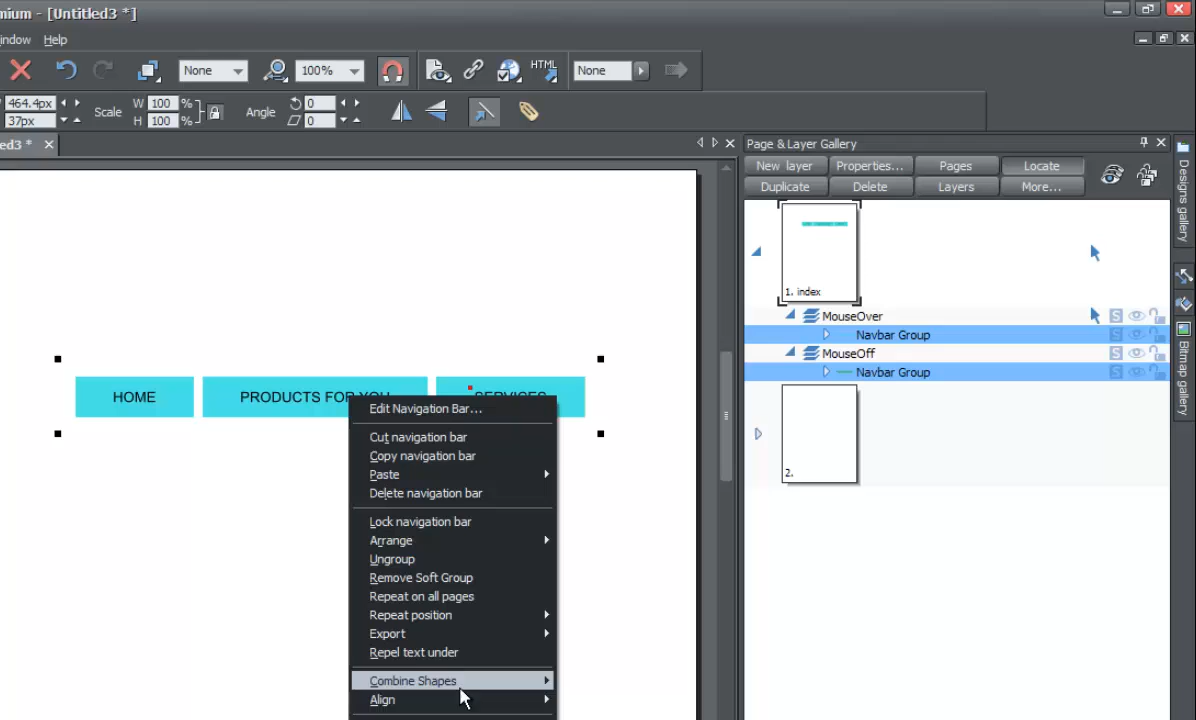 mium - [Untitled3 *]
indow Help
None 100% HTML None
464.4px W 100 % Scale Angle 0
37px H 100 % 0
ed3 *
Page & Layer Gallery
New layer Properties... Pages Locate
Duplicate Delete Layers More...
1. index
MouseOver S
Navbar Group S
MouseOff S
Navbar Group S
2.
Designs gallery
Bitmap gallery
HOME PRODUCTS FOR YOU SERVICES
Edit Navigation Bar...
Cut navigation bar
Copy navigation bar
Paste
Delete navigation bar
Lock navigation bar
Arrange
Ungroup
Remove Soft Group
Repeat on all pages
Repeat position
Export
Repel text under
Combine Shapes
Align